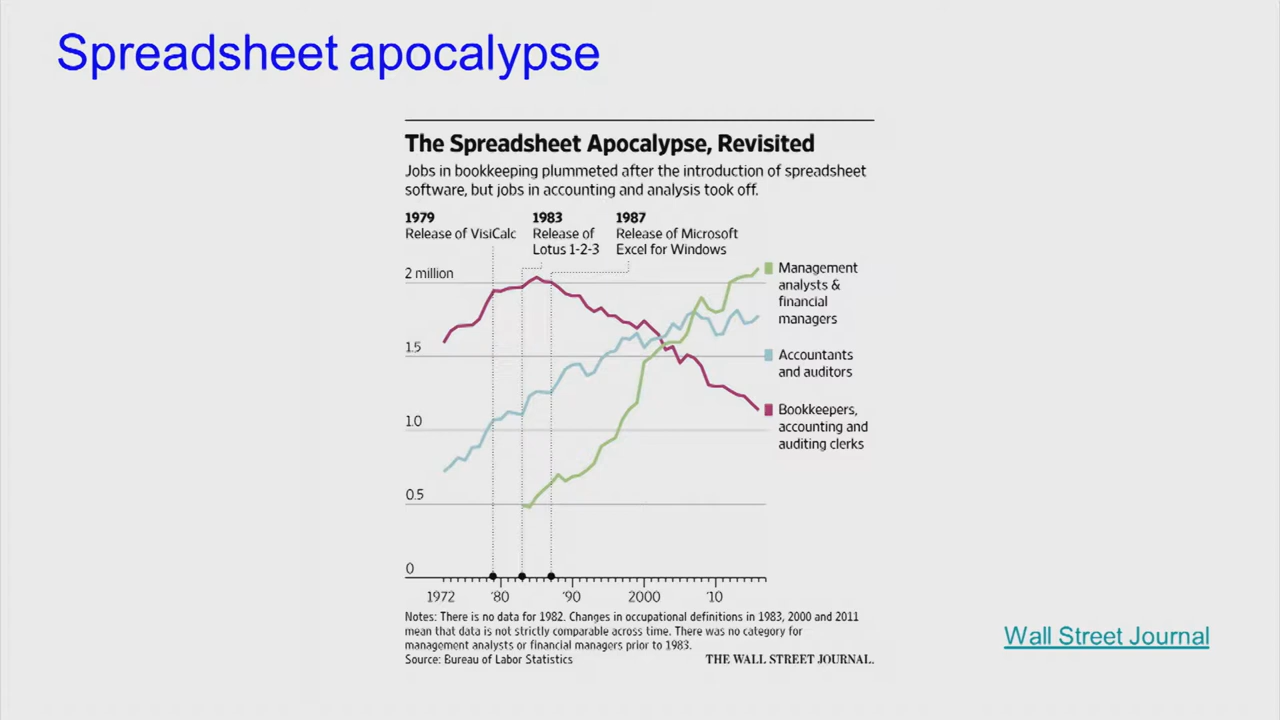 Spreadsheet apocalypse
The Spreadsheet Apocalypse, Revisited
Jobs in bookkeeping plummeted after the introduction of spreadsheet
software, but jobs in accounting and analysis took off.
1979
Release of VisiCalc
1983
Release of
Lotus 1-2-3
1987
Release of Microsoft
Excel for Windows
2 million
1.5
1.0
0.5
0
1972
'80
'90
2000
'10
Management
analysts &
financial
managers
Accountants
and auditors
Bookkeepers,
accounting and
auditing clerks
Notes: There is no data for 1982. Changes in occupational definitions in 1983, 2000 and 2011
mean that data is not strictly comparable across time. There was no category for
management analysts or financial managers prior to 1983.
Source: Bureau of Labor Statistics
THE WALL STREET JOURNAL.
Wall Street Journal